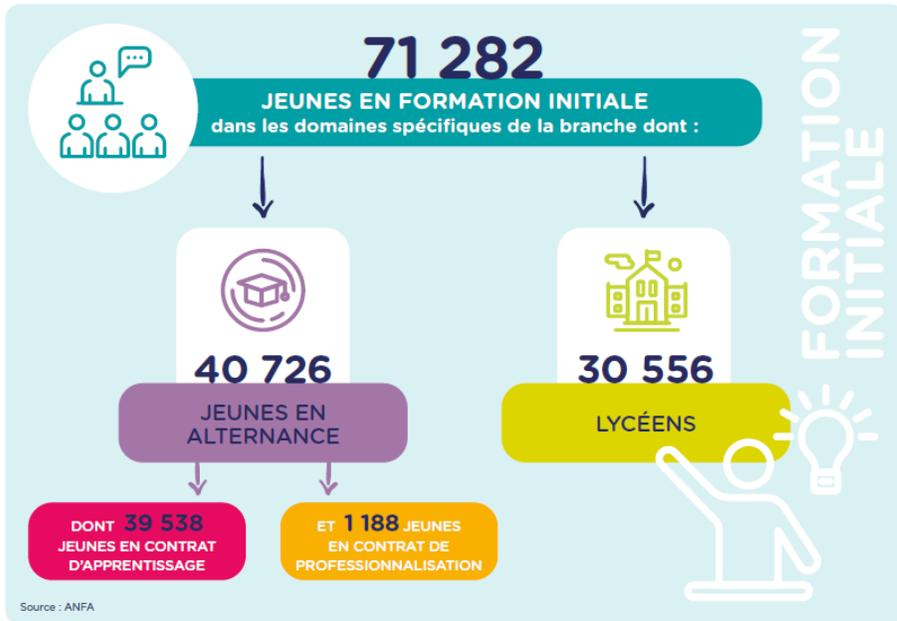 71 282
JEUNES EN FORMATION INITIALE
dans les domaines spécifiques de la branche dont :
FORMATION
INITIALE
40 726
JEUNES EN
ALTERNANCE
30 556
LYCÉENS
DONT 39 538
JEUNES EN CONTRAT
D'APPRENTISSAGE
ET 1 188 JEUNES
EN CONTRAT DE
PROFESSIONNALISATION
Source : ANFA